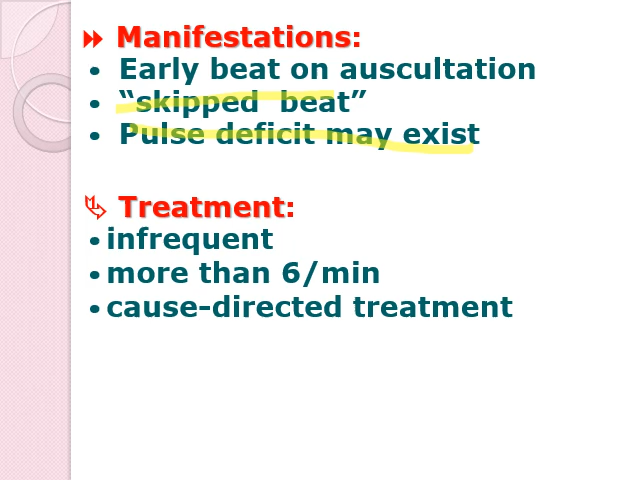 Manifestations:
• Early beat on auscultation
• “skipped beat”
• Pulse deficit may exist
Treatment:
• infrequent
• more than 6/min
• cause-directed treatment